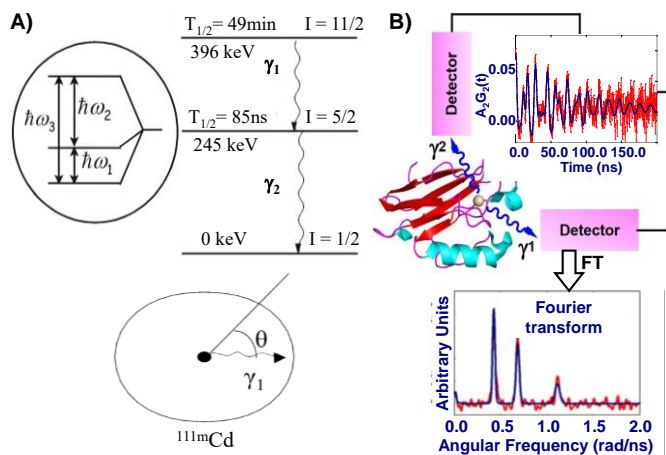 A)
T1/2= 49min I = 11/2
396 keV
γ1
ħω3
ħω2
ħω1
T1/2= 85ns I = 5/2
245 keV
γ2
0 keV I = 1/2
θ
γ1
111mCd
B)
Detector
A2G2(t)
0.05
0.00
0.0 50.0 100.0 150.0
Time (ns)
γ2
γ1
Detector
FT
Fourier
transform
Arbitrary Units
0.0 0.5 1.0 1.5 2.0
Angular Frequency (rad/ns)